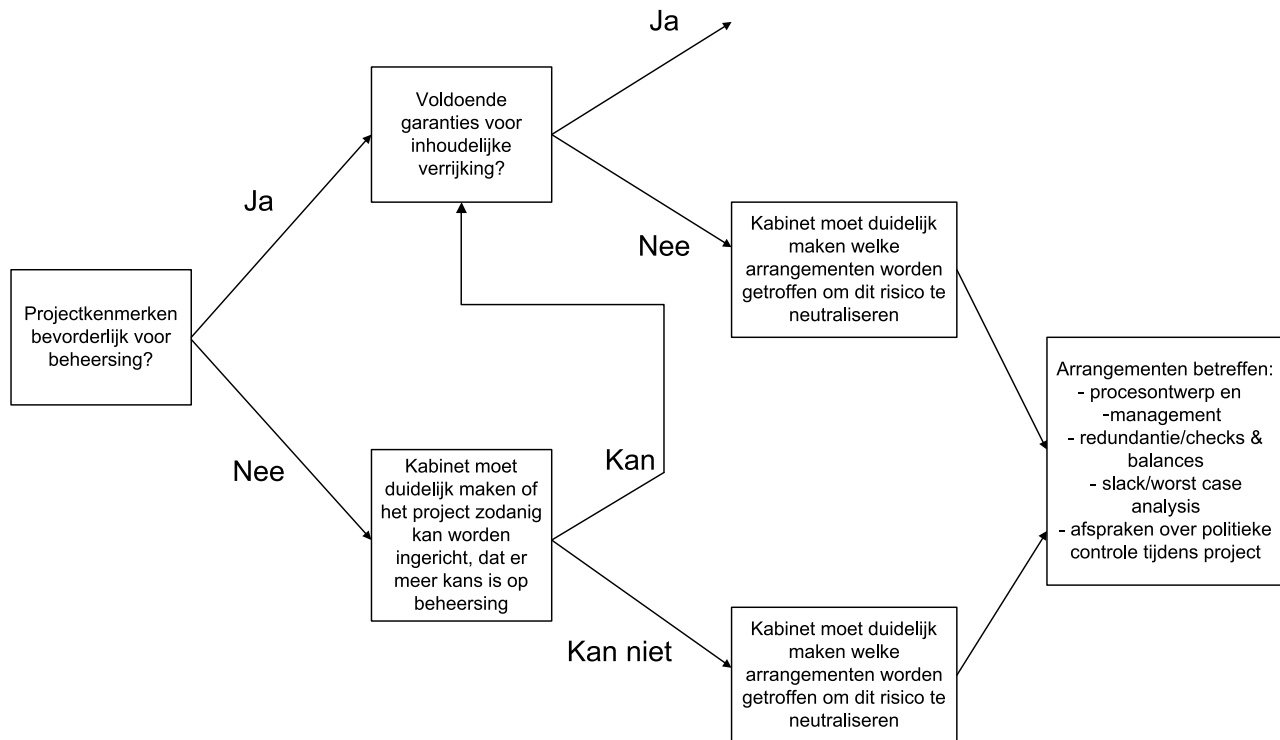 Ja
Voldoende
garanties voor
inhoudelijke
verrijking?
Ja
Nee
Kabinet moet duidelijk
maken welke
arrangementen worden
getroffen om dit risico te
neutraliseren
Projectkenmerken
bevorderlijk voor
beheersing?
Arrangementen betreffen:
- procesontwerp en
-management
- redundantie/checks &
balances
- slack/worst case
analysis
- afspraken over politieke
controle tijdens project
Nee
Kabinet moet
duidelijk maken of
het project zodanig
kan worden
ingericht, dat er
meer kans is op
beheersing
Kan
Kan niet
Kabinet moet duidelijk
maken welke
arrangementen worden
getroffen om dit risico te
neutraliseren